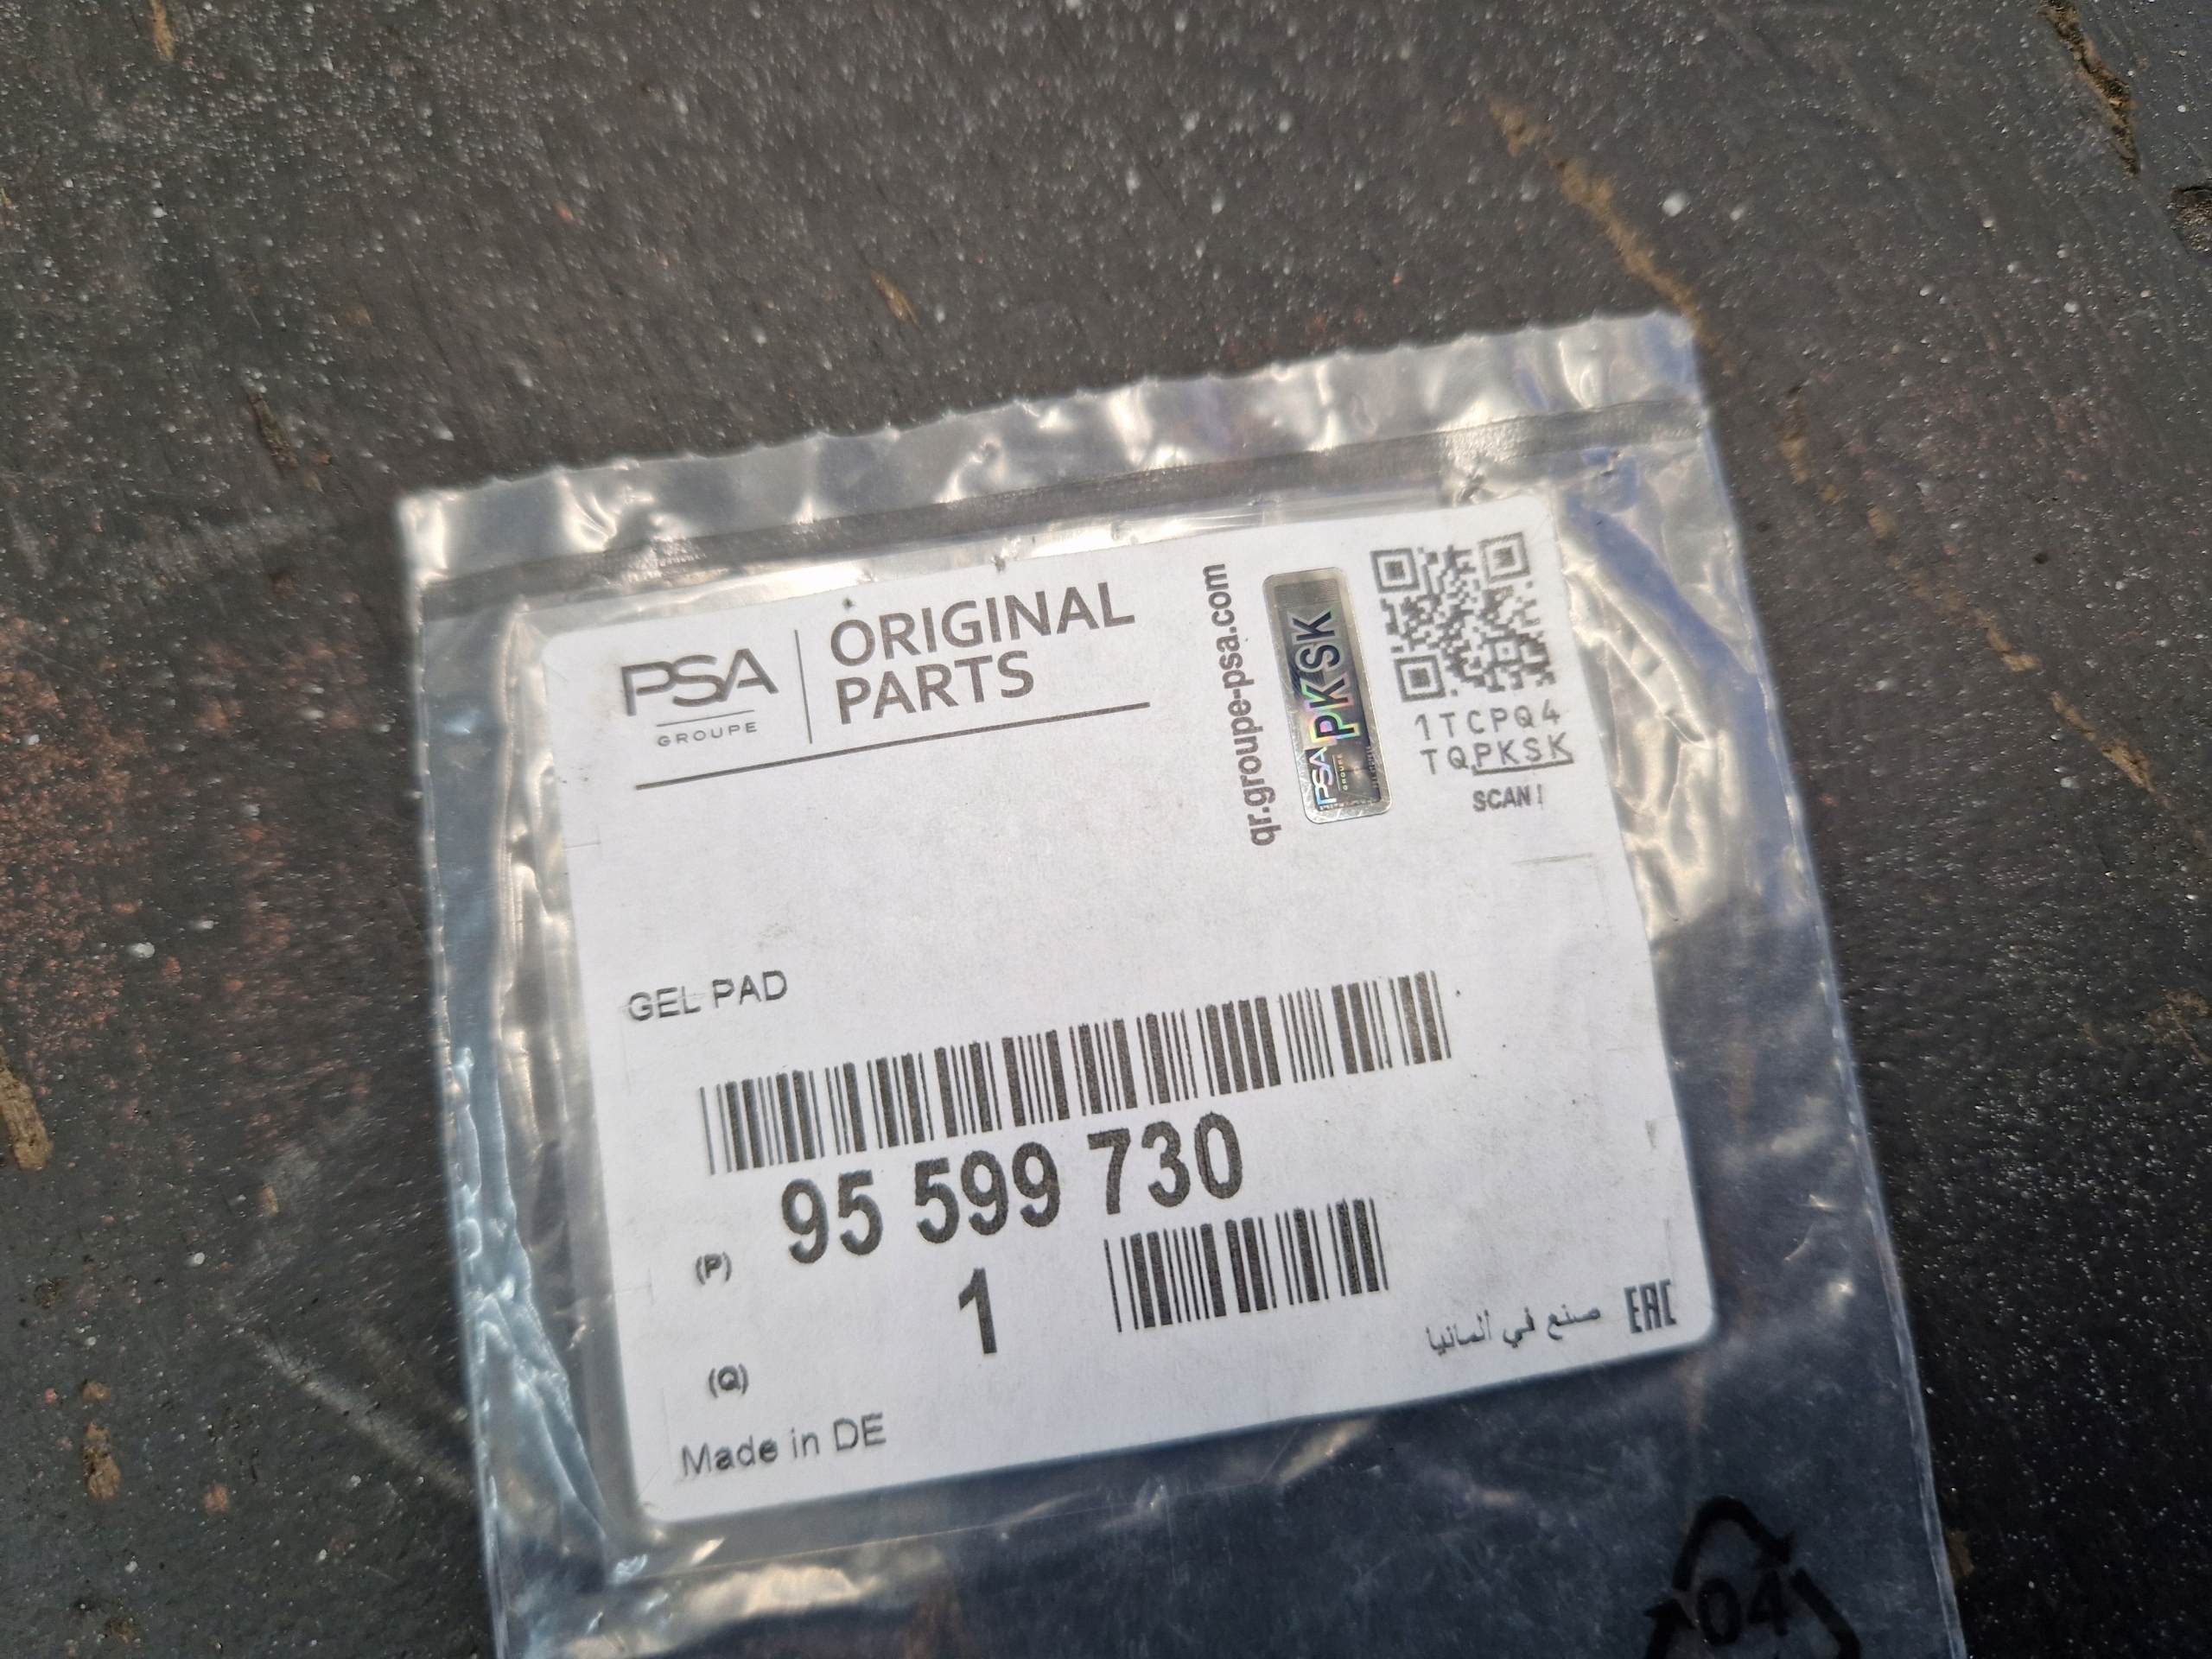 PSA
GROUPE
ORIGINAL
PARTS
qr.groupe-psa.com
PSA
GROUPE
PKSK
1TCPQ4
TQPKSK
SCAN!
GEL PAD
(P) 95 599 730
(Q) 1
Made in DE
صنع في ألمانيا
EAC
04